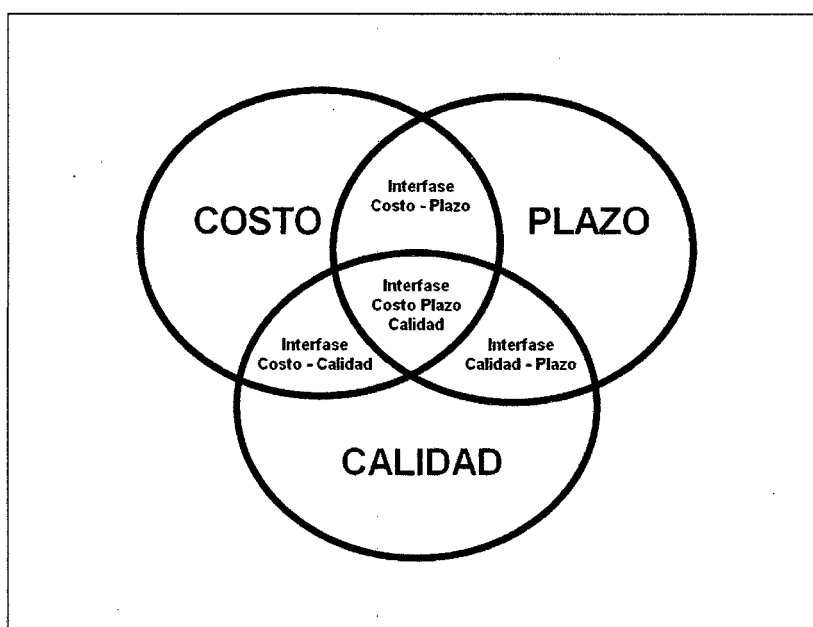 Interfase
Costo - Plazo
COSTO
PLAZO
Interfase
Costo Plazo
Calidad
Interfase
Costo - Calidad
Interfase
Calidad - Plazo
CALIDAD